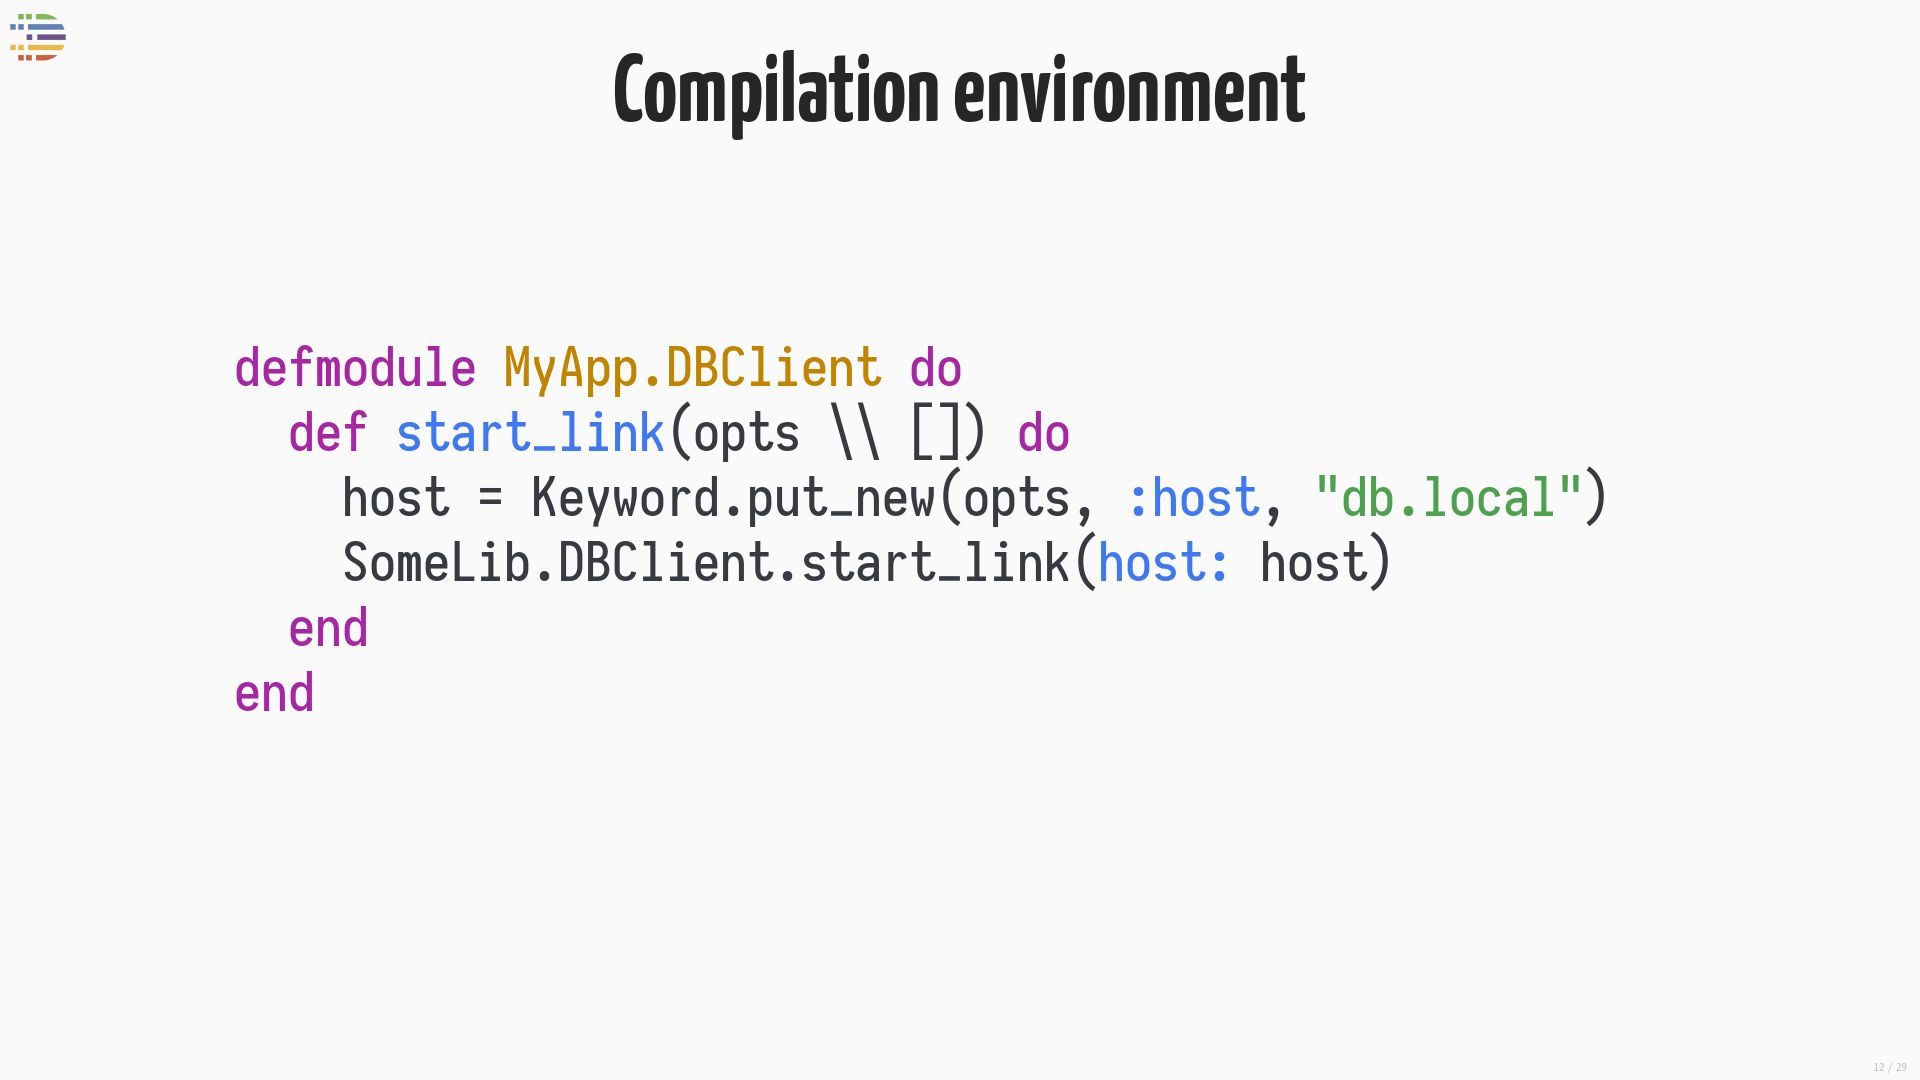 Compilation environment
defmodule MyApp.DBClient do
  def start_link(opts \\ []) do
    host = Keyword.put_new(opts, :host, "db.local")
    SomeLib.DBClient.start_link(host: host)
  end
end
12 / 29